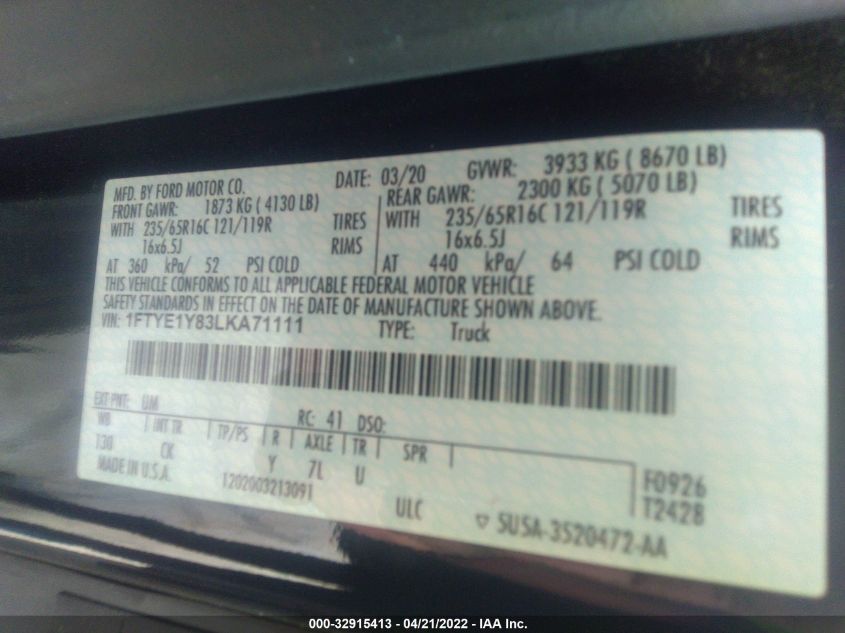 MFD. BY FORD MOTOR CO. DATE: 03/20 GVWR: 3933 KG ( 8670 LB)
FRONT GAWR: 1873 KG ( 4130 LB) REAR GAWR: 2300 KG ( 5070 LB)
WITH 235/65R16C 121/119R TIRES WITH 235/65R16C 121/119R TIRES
16x6.5J RIMS 16x6.5J RIMS
AT 360 kPa/ 52 PSI COLD AT 440 kPa/ 64 PSI COLD
THIS VEHICLE CONFORMS TO ALL APPLICABLE FEDERAL MOTOR VEHICLE
SAFETY STANDARDS IN EFFECT ON THE DATE OF MANUFACTURE SHOWN ABOVE.
VIN: 1FTYE1Y83LKA71111 TYPE: Truck
EXT PNT: UM RC: 41 DSO:
WB INT TR TP/PS R AXLE TR SPR
130 CK Y 7L U F0926
MADE IN U.S.A. 1202003213091 T2428
ULC 5U5A-3520472-AA
000-32915413 - 04/21/2022 - IAA Inc.